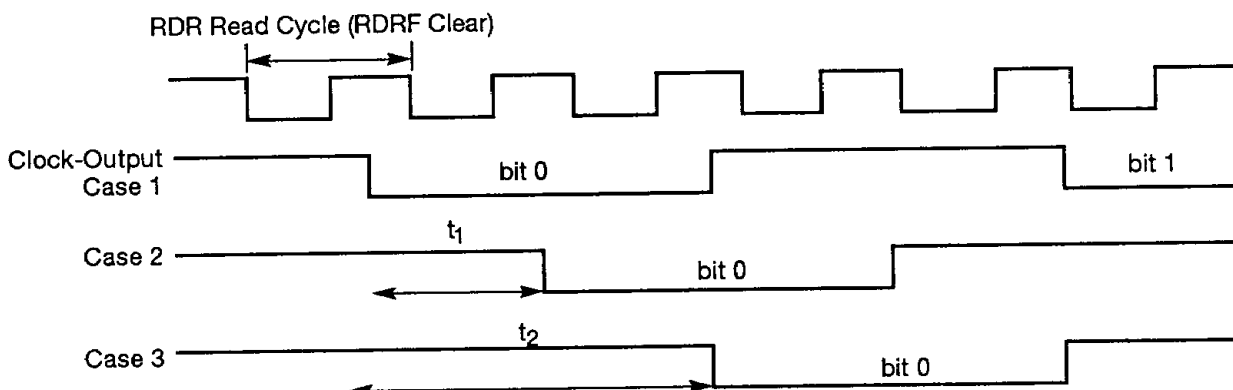 RDR Read Cycle (RDRF Clear)
Clock-Output
Case 1
bit 0
bit 1
t1
Case 2
bit 0
t2
Case 3
bit 0